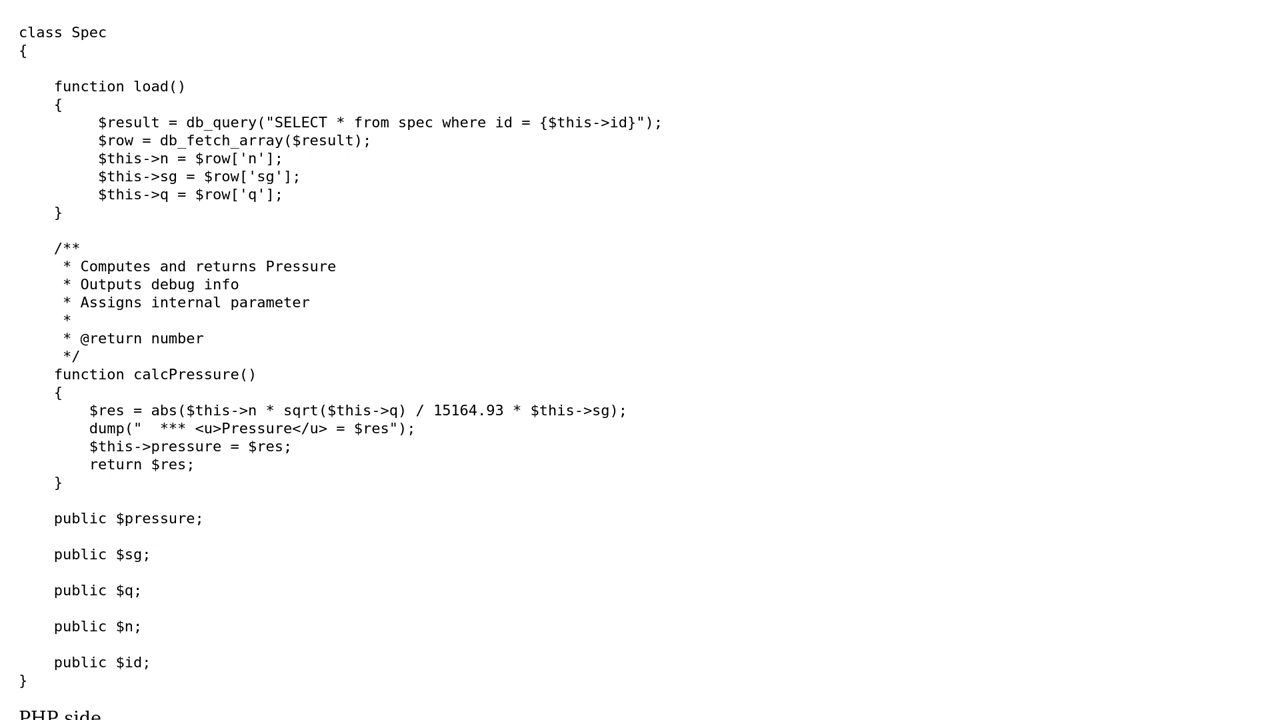 class Spec
{
    function load()
    {
         $result = db_query("SELECT * from spec where id = {$this->id}");
         $row = db_fetch_array($result);
         $this->n = $row['n'];
         $this->sg = $row['sg'];
         $this->q = $row['q'];
    }
    /**
     * Computes and returns Pressure
     * Outputs debug info
     * Assigns internal parameter
     *
     * @return number
     */
    function calcPressure()
    {
        $res = abs($this->n * sqrt($this->q) / 15164.93 * $this->sg);
        dump("  *** <u>Pressure</u> = $res");
        $this->pressure = $res;
        return $res;
    }
    public $pressure;
    public $sg;
    public $q;
    public $n;
    public $id;
}
PHP side